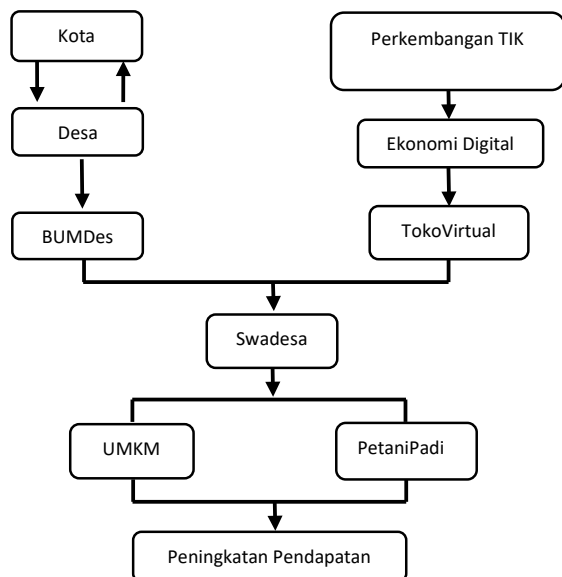 Kota
Perkembangan TIK
Desa
Ekonomi Digital
BUMDes
TokoVirtual
Swadesa
UMKM
PetaniPadi
Peningkatan Pendapatan